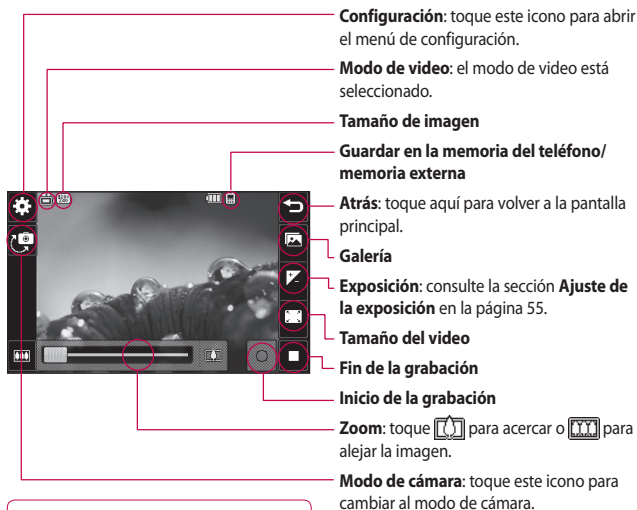 Configuración: toque este icono para abrir
el menú de configuración.
Modo de video: el modo de video está
seleccionado.
Tamaño de imagen
Guardar en la memoria del teléfono/
memoria externa
Atrás: toque aquí para volver a la pantalla
principal.
Galería
Exposición: consulte la sección Ajuste de
la exposición en la página 55.
Tamaño del video
Fin de la grabación
Inicio de la grabación
Zoom: toque para acercar o para
alejar la imagen.
Modo de cámara: toque este icono para
cambiar al modo de cámara.